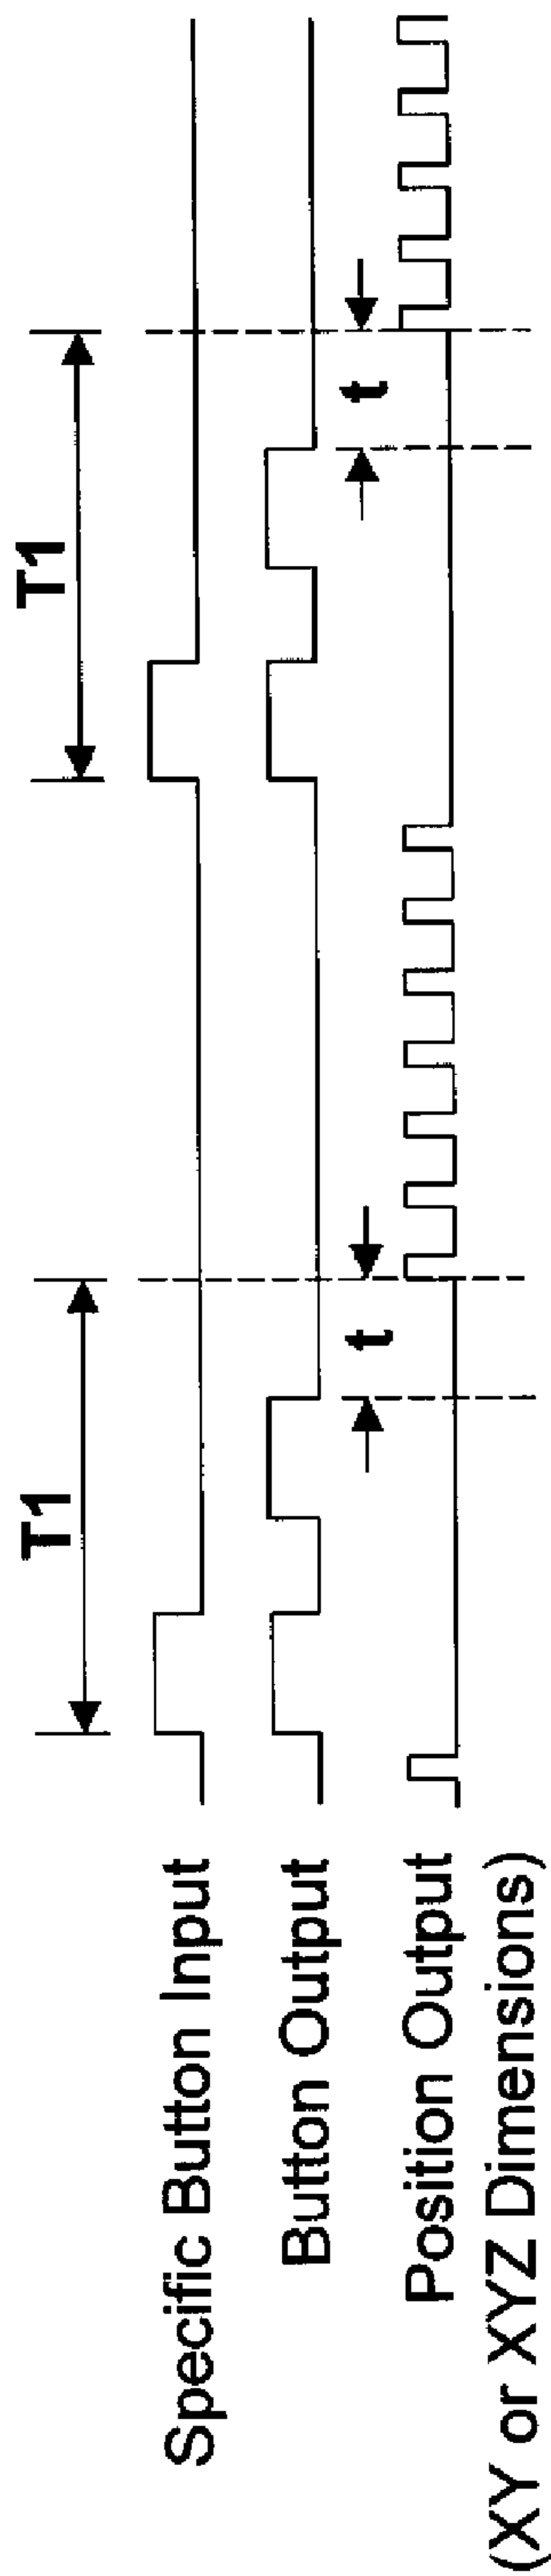 T1
T1
Specific Button Input
Button Output
t
t
Position Output
(XY or XYZ Dimensions)